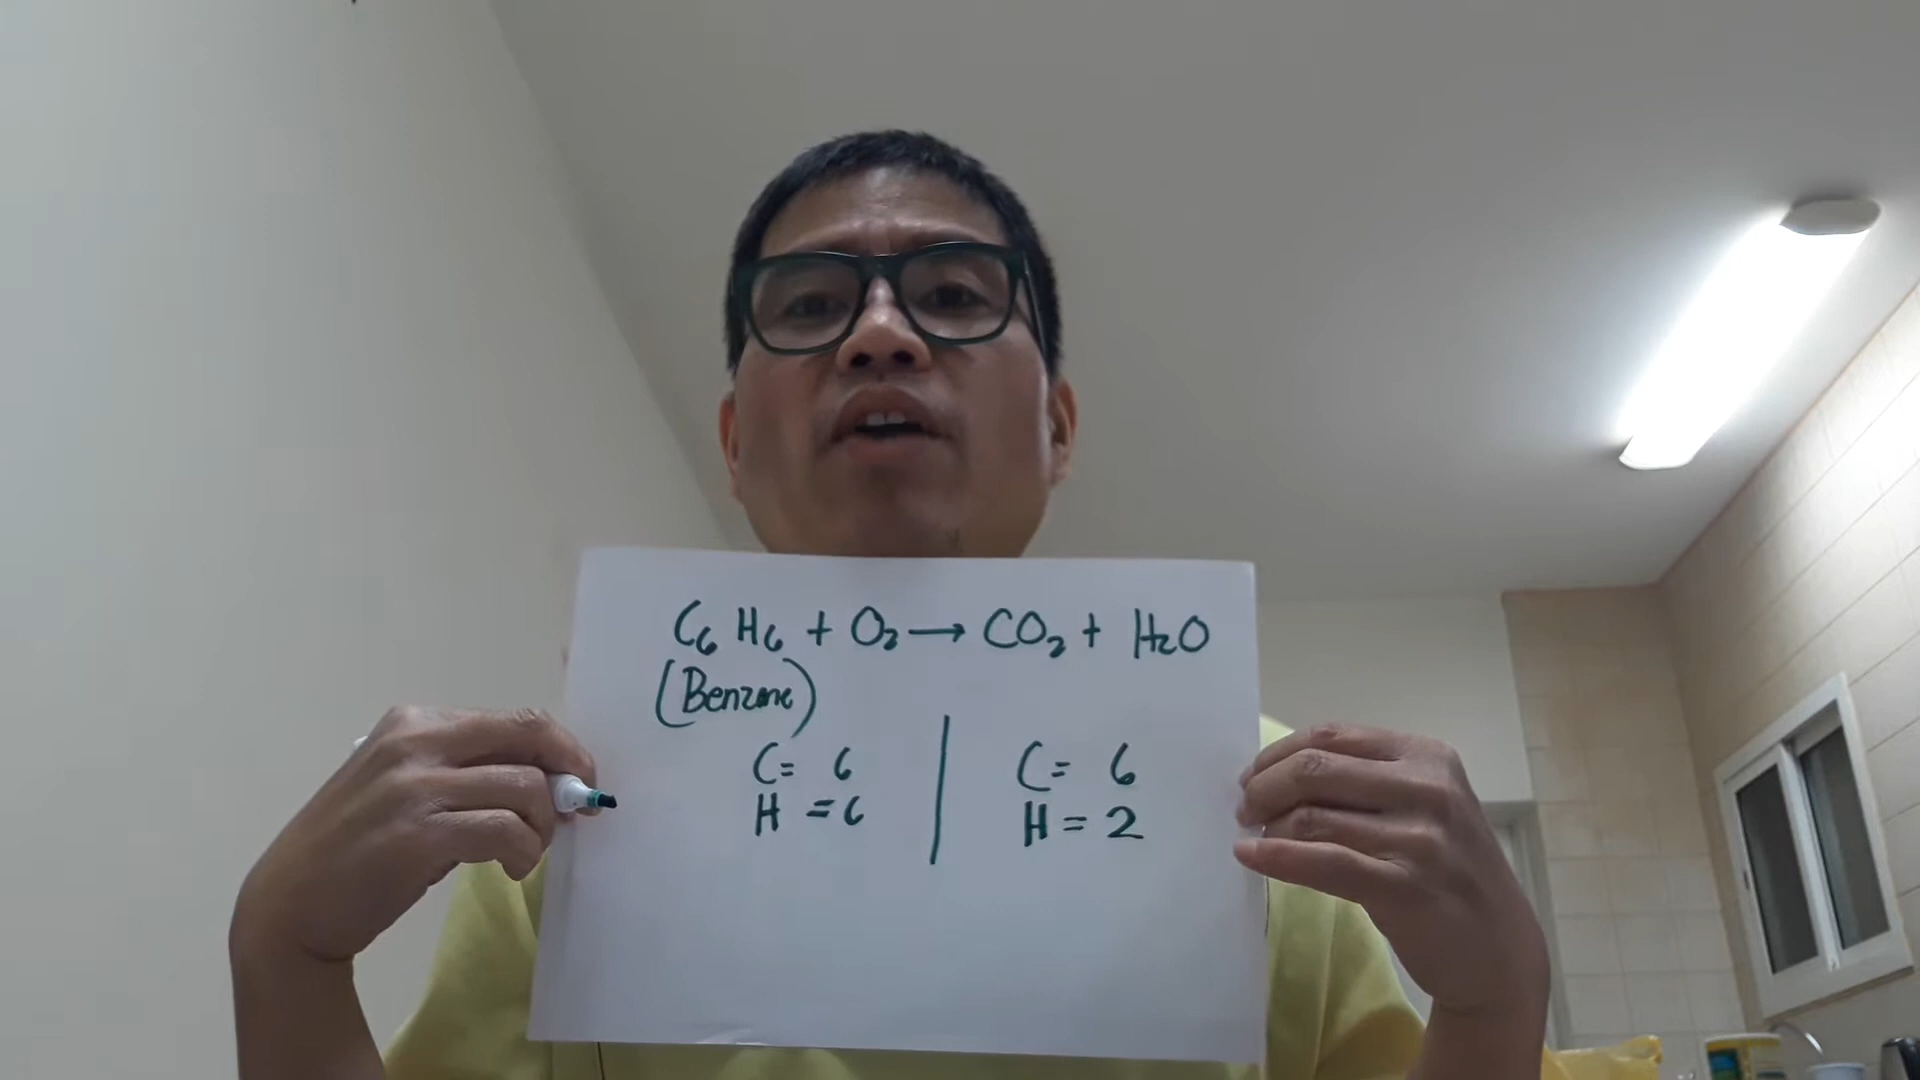 C₆H₆ + O₂ → CO₂ + H₂O
(Benzene)
C= 6 | C= 6
H =6 | H = 2